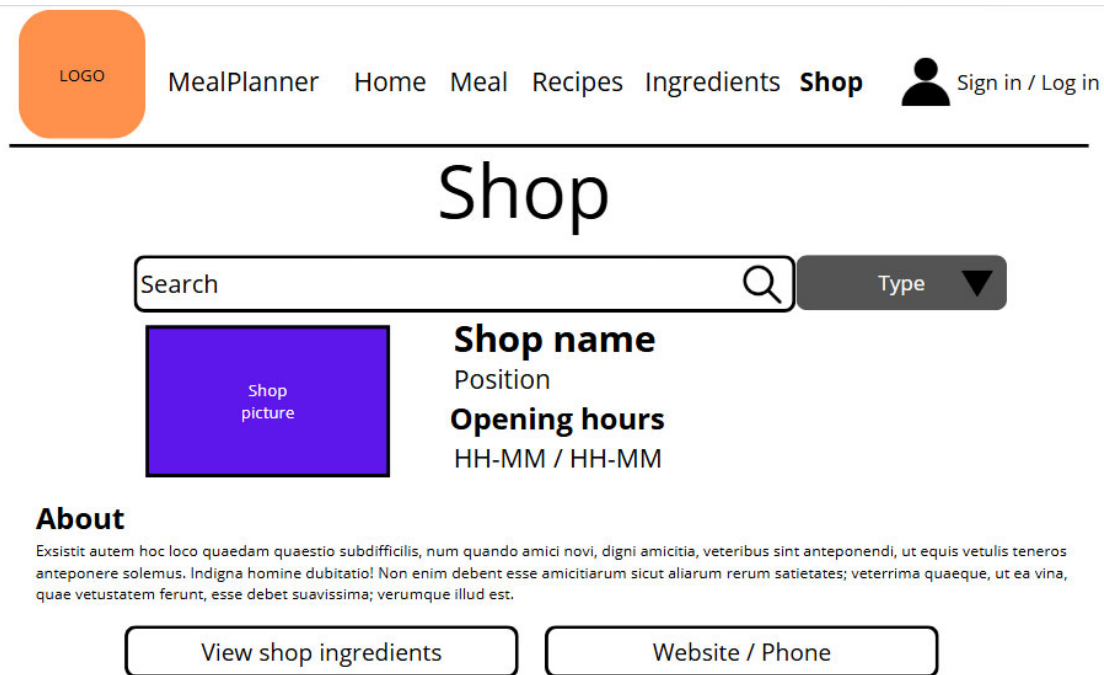 LOGO
MealPlanner Home Meal Recipes Ingredients Shop Sign in / Log in
Shop
Search Type
Shop
picture
Shop name
Position
Opening hours
HH-MM / HH-MM
About
Exsistit autem hoc loco quaedam quaestio subdifficilis, num quando amici novi, digni amicitia, veteribus sint anteponendi, ut equis vetulis teneros
anteponere solemus. Indigna homine dubitatio! Non enim debent esse amicitiarum sicut aliarum rerum satietates; veterrima quaeque, ut ea vina,
quae vetustatem ferunt, esse debet suavissima; verumque illud est.
View shop ingredients Website / Phone